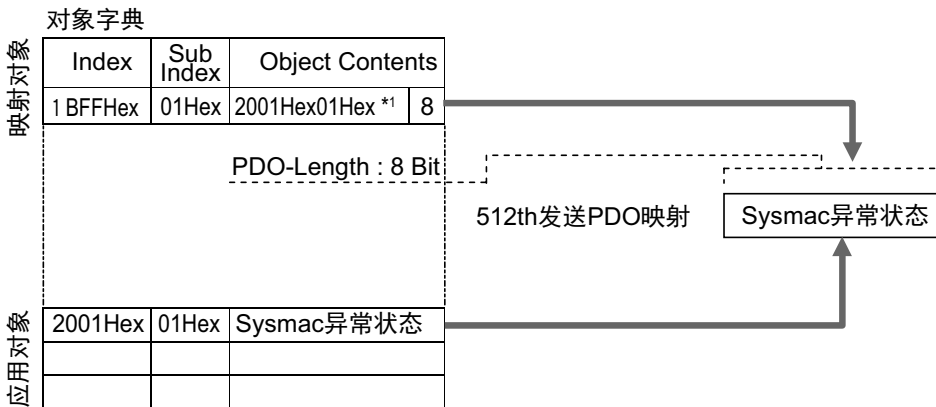 对象字典
映射对象
Index Sub Index Object Contents
1BFFHex 01Hex 2001Hex01Hex *1 8
PDO-Length : 8 Bit
512th发送PDO映射
Sysmac异常状态
应用对象
2001Hex 01Hex Sysmac异常状态